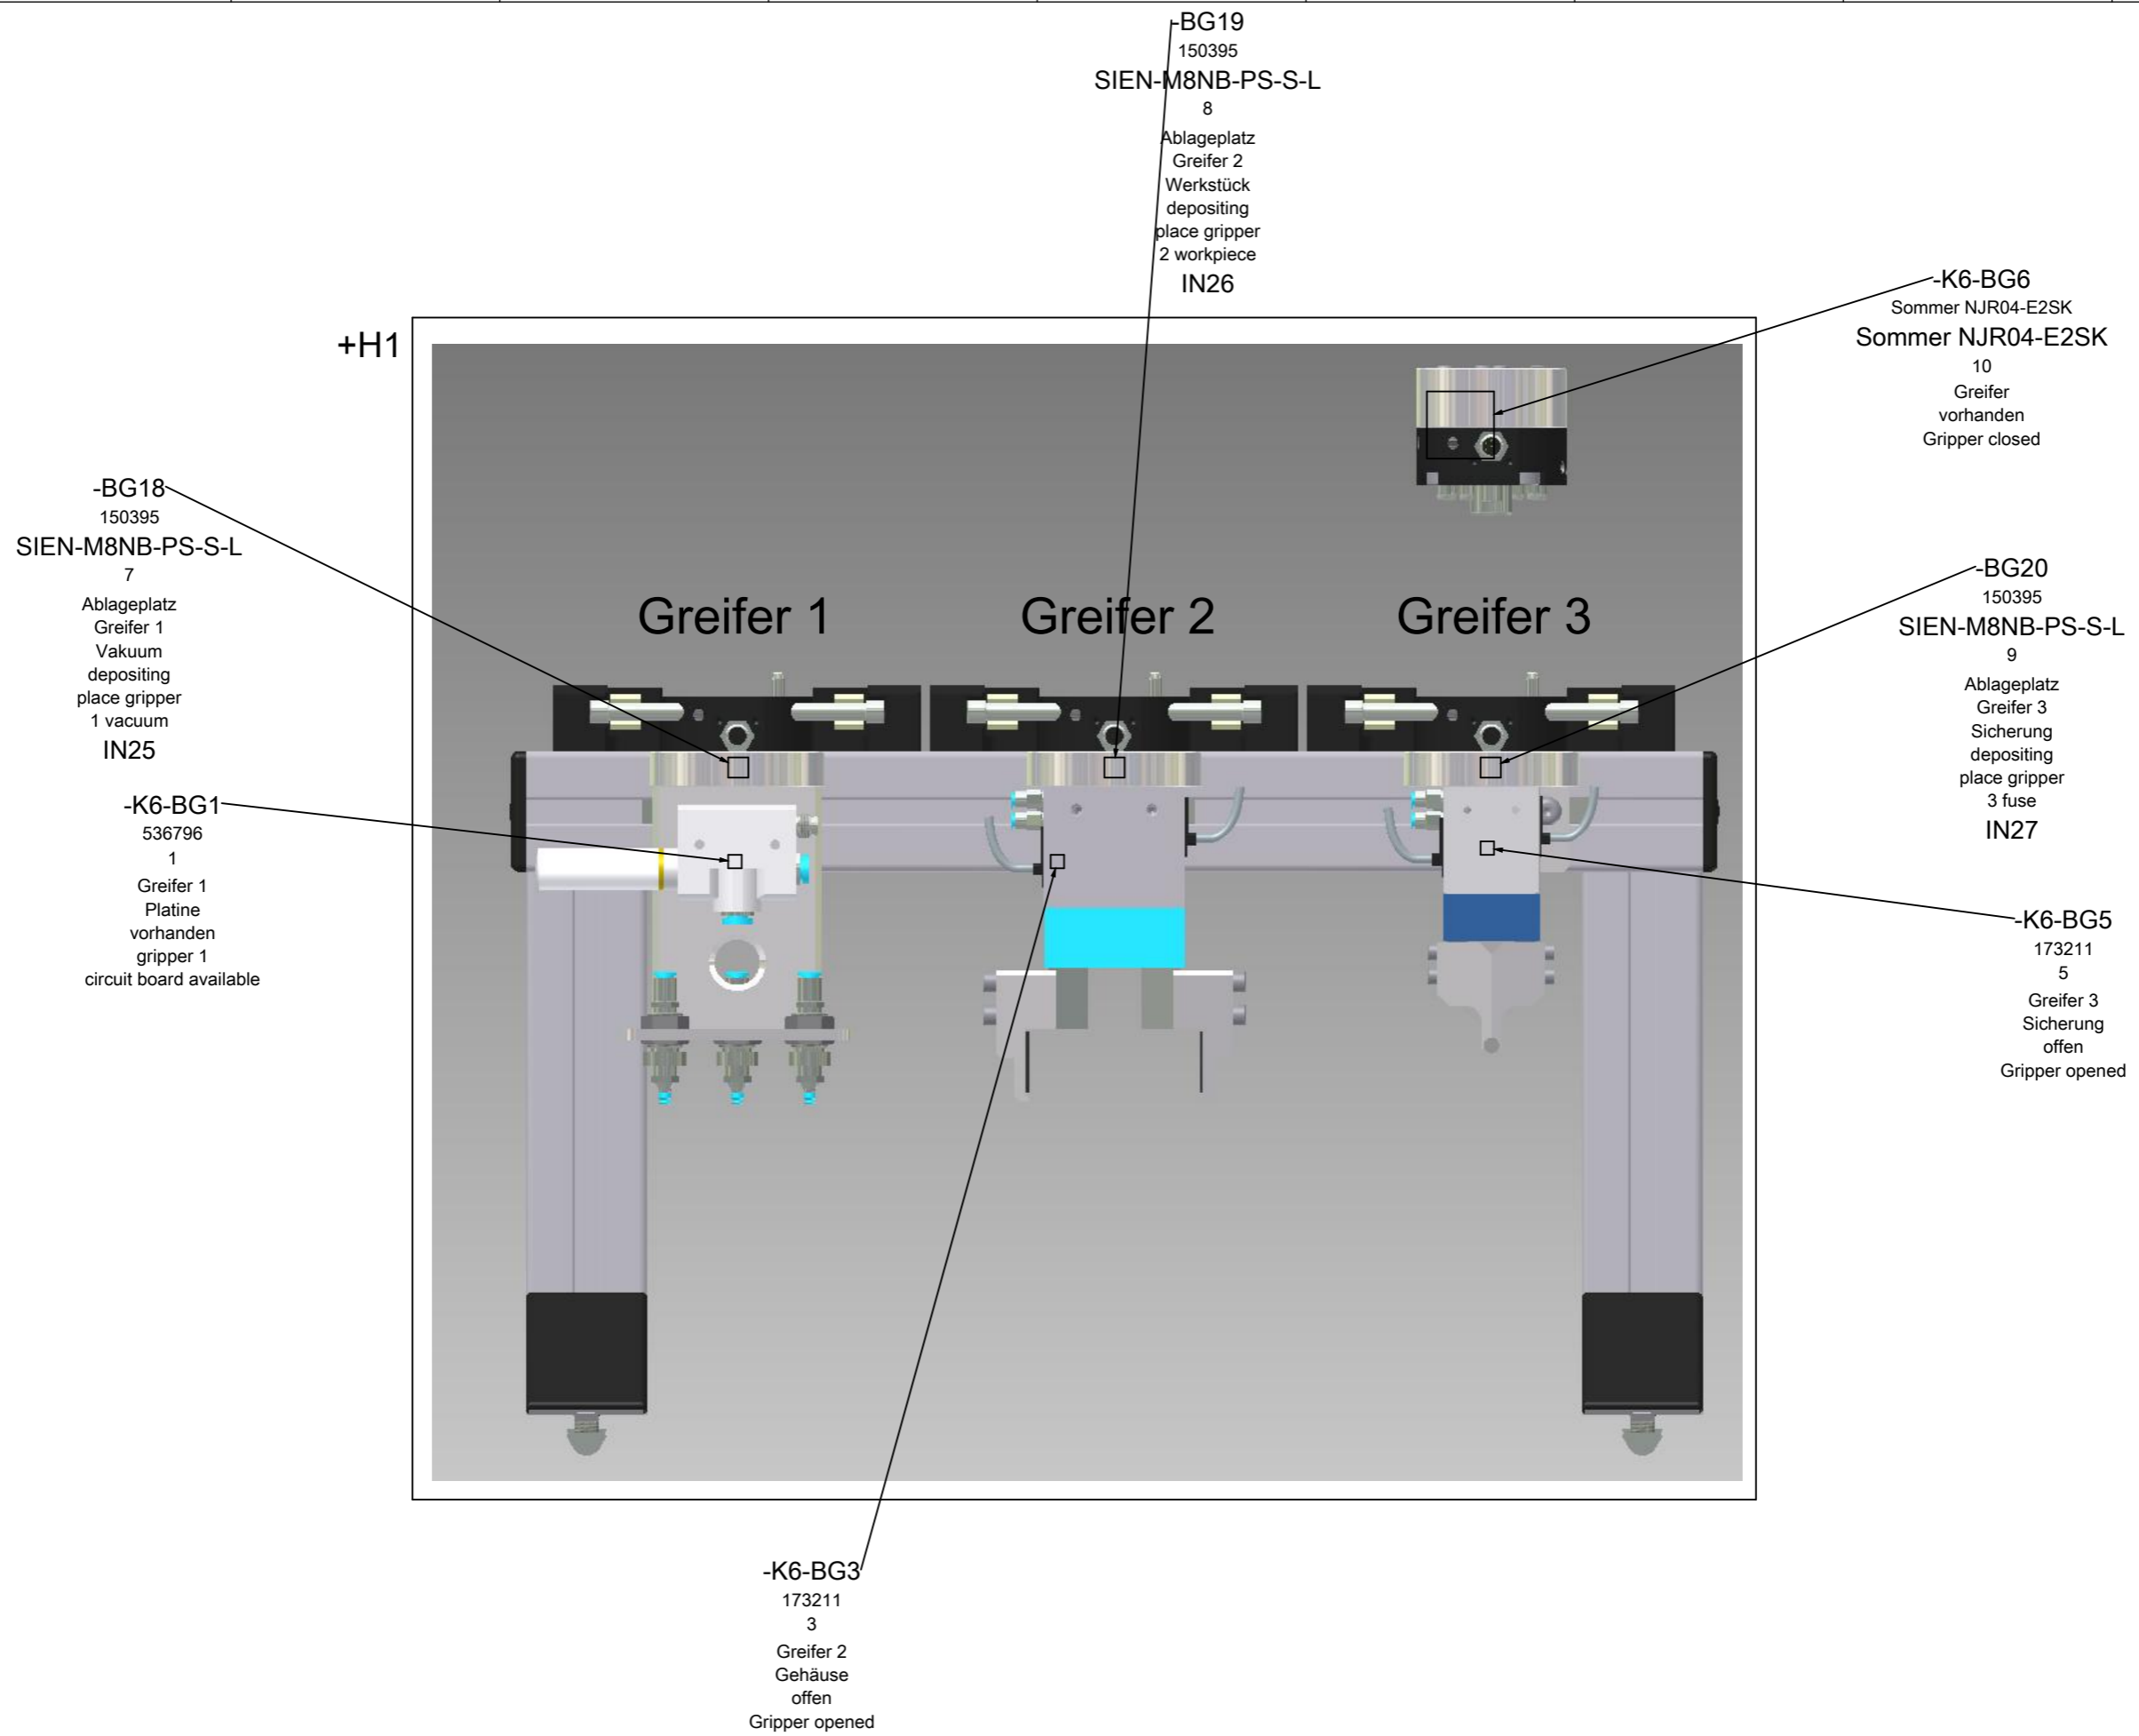 -BG19
150395
SIEN-M8NB-PS-S-L
8
Ablageplatz
Greifer 2
Werkstück
depositing
place gripper
2 workpiece
IN26
-K6-BG6
Sommer NJR04-E2SK
Sommer NJR04-E2SK
10
Greifer
vorhanden
Gripper closed
+H1
-BG18
150395
SIEN-M8NB-PS-S-L
7
Ablageplatz
Greifer 1
Vakuum
depositing
place gripper
1 vacuum
IN25
Greifer 1
Greifer 2
Greifer 3
-BG20
150395
SIEN-M8NB-PS-S-L
9
Ablageplatz
Greifer 3
Sicherung
depositing
place gripper
3 fuse
IN27
-K6-BG1
536796
1
Greifer 1
Platine
vorhanden
gripper 1
circuit board available
-K6-BG5
173211
5
Greifer 3
Sicherung
offen
Gripper opened
-K6-BG3
173211
3
Greifer 2
Gehäuse
offen
Gripper opened